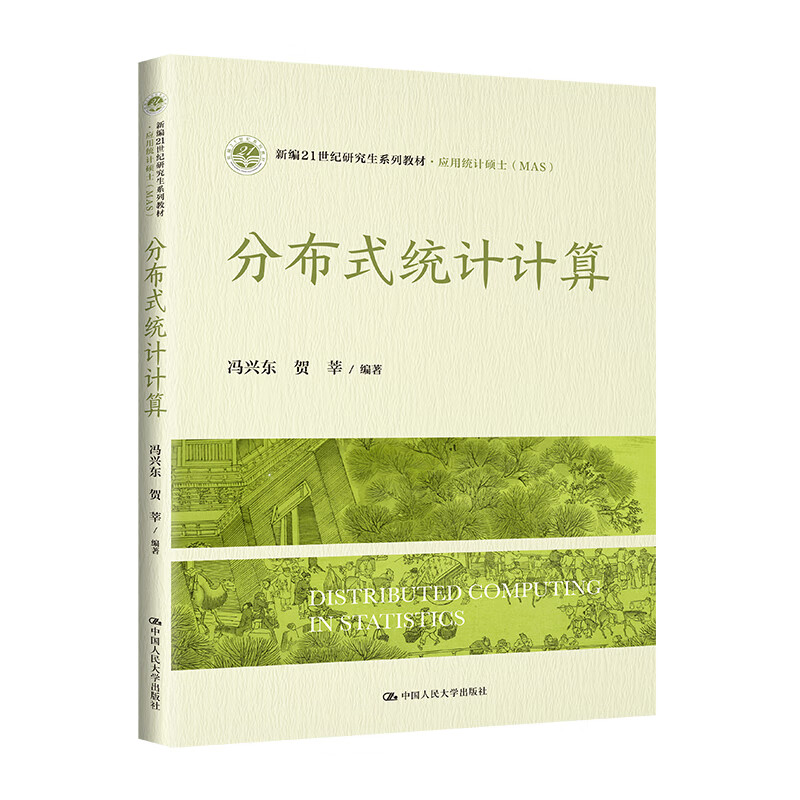 新编21世纪研究生系列教材·应用统计硕士（MAS）
分布式统计计算
冯兴东 贺 莘 / 编著
DISTRIBUTED COMPUTING
IN STATISTICS
中国人民大学出版社
新编21世纪研究生系列教材
·应用统计硕士（MAS）
分布式统计计算
冯兴东 贺 莘 / 编著
中国人民大学出版社
21